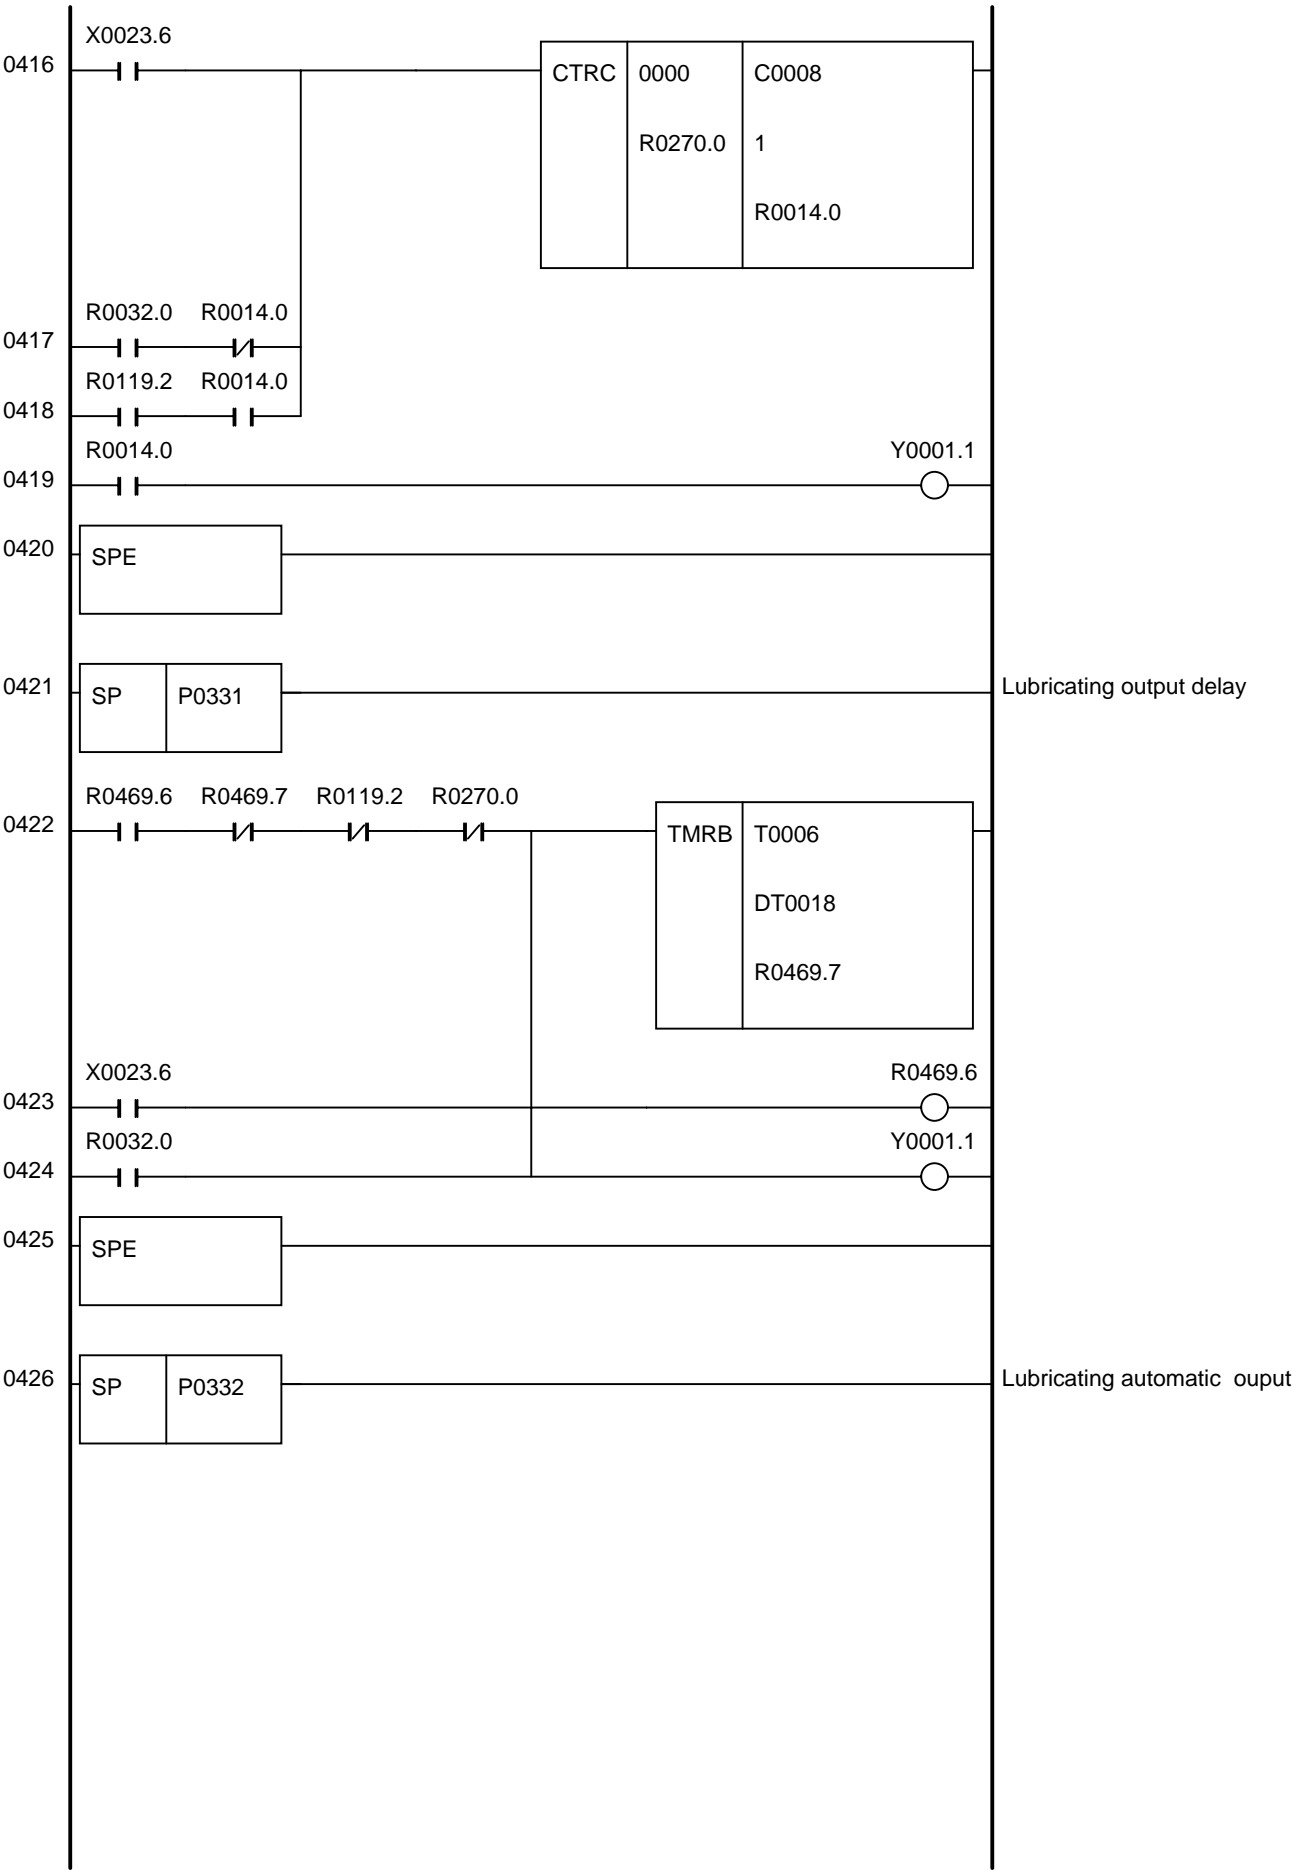 X0023.6
0416
CTRC 0000 C0008
R0270.0 1
R0014.0
R0032.0 R0014.0
0417
R0119.2 R0014.0
0418
R0014.0 Y0001.1
0419
0420 SPE
0421 SP P0331 Lubricating output delay
R0469.6 R0469.7 R0119.2 R0270.0
0422 TMRB T0006
DT0018
R0469.7
X0023.6 R0469.6
0423
R0032.0 Y0001.1
0424
0425 SPE
0426 SP P0332 Lubricating automatic ouput